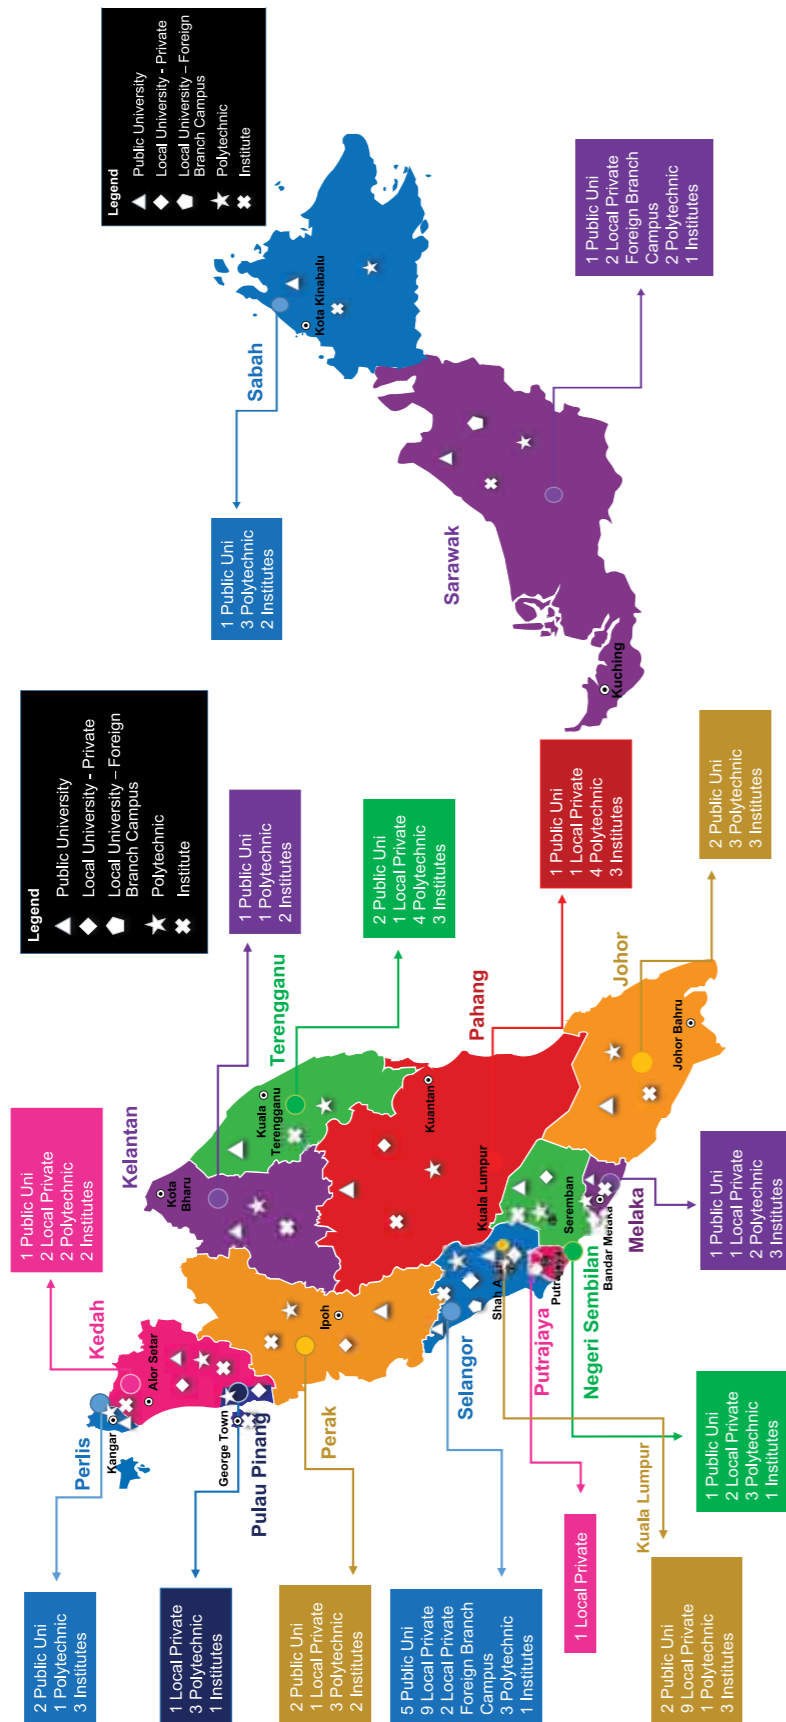 Perlis
2 Public Uni
1 Polytechnic
3 Institutes
Kangar
Kedah
1 Public Uni
2 Local Private
2 Polytechnic
2 Institutes
Alor Setar
Pulau Pinang
1 Local Private
3 Polytechnic
1 Institutes
George Town
Perak
2 Public Uni
1 Local Private
3 Polytechnic
2 Institutes
Ipoh
Kelantan
1 Public Uni
1 Polytechnic
2 Institutes
Kota
Bharu
Terengganu
2 Public Uni
1 Local Private
4 Polytechnic
3 Institutes
Kuala
Terengganu
Pahang
1 Public Uni
1 Local Private
4 Polytechnic
3 Institutes
Kuantan
Selangor
5 Public Uni
9 Local Private
2 Local Private
Foreign Branch
Campus
3 Polytechnic
1 Institutes
Shah A
Kuala Lumpur
Putrajaya
1 Local Private
Putraja
Kuala Lumpur
2 Public Uni
9 Local Private
1 Polytechnic
3 Institutes
Negeri Sembilan
1 Public Uni
2 Local Private
3 Polytechnic
1 Institutes
Seremban
Melaka
1 Public Uni
1 Local Private
2 Polytechnic
3 Institutes
Bandar Melaka
Johor
2 Public Uni
3 Polytechnic
3 Institutes
Johor Bahru
Legend
Public University
Local University - Private
Local University – Foreign
Branch Campus
Polytechnic
Institute
Sabah
1 Public Uni
3 Polytechnic
2 Institutes
Kota Kinabalu
Sarawak
1 Public Uni
2 Local Private
Foreign Branch
Campus
2 Polytechnic
1 Institutes
Kuching
Legend
Public University
Local University - Private
Local University – Foreign
Branch Campus
Polytechnic
Institute